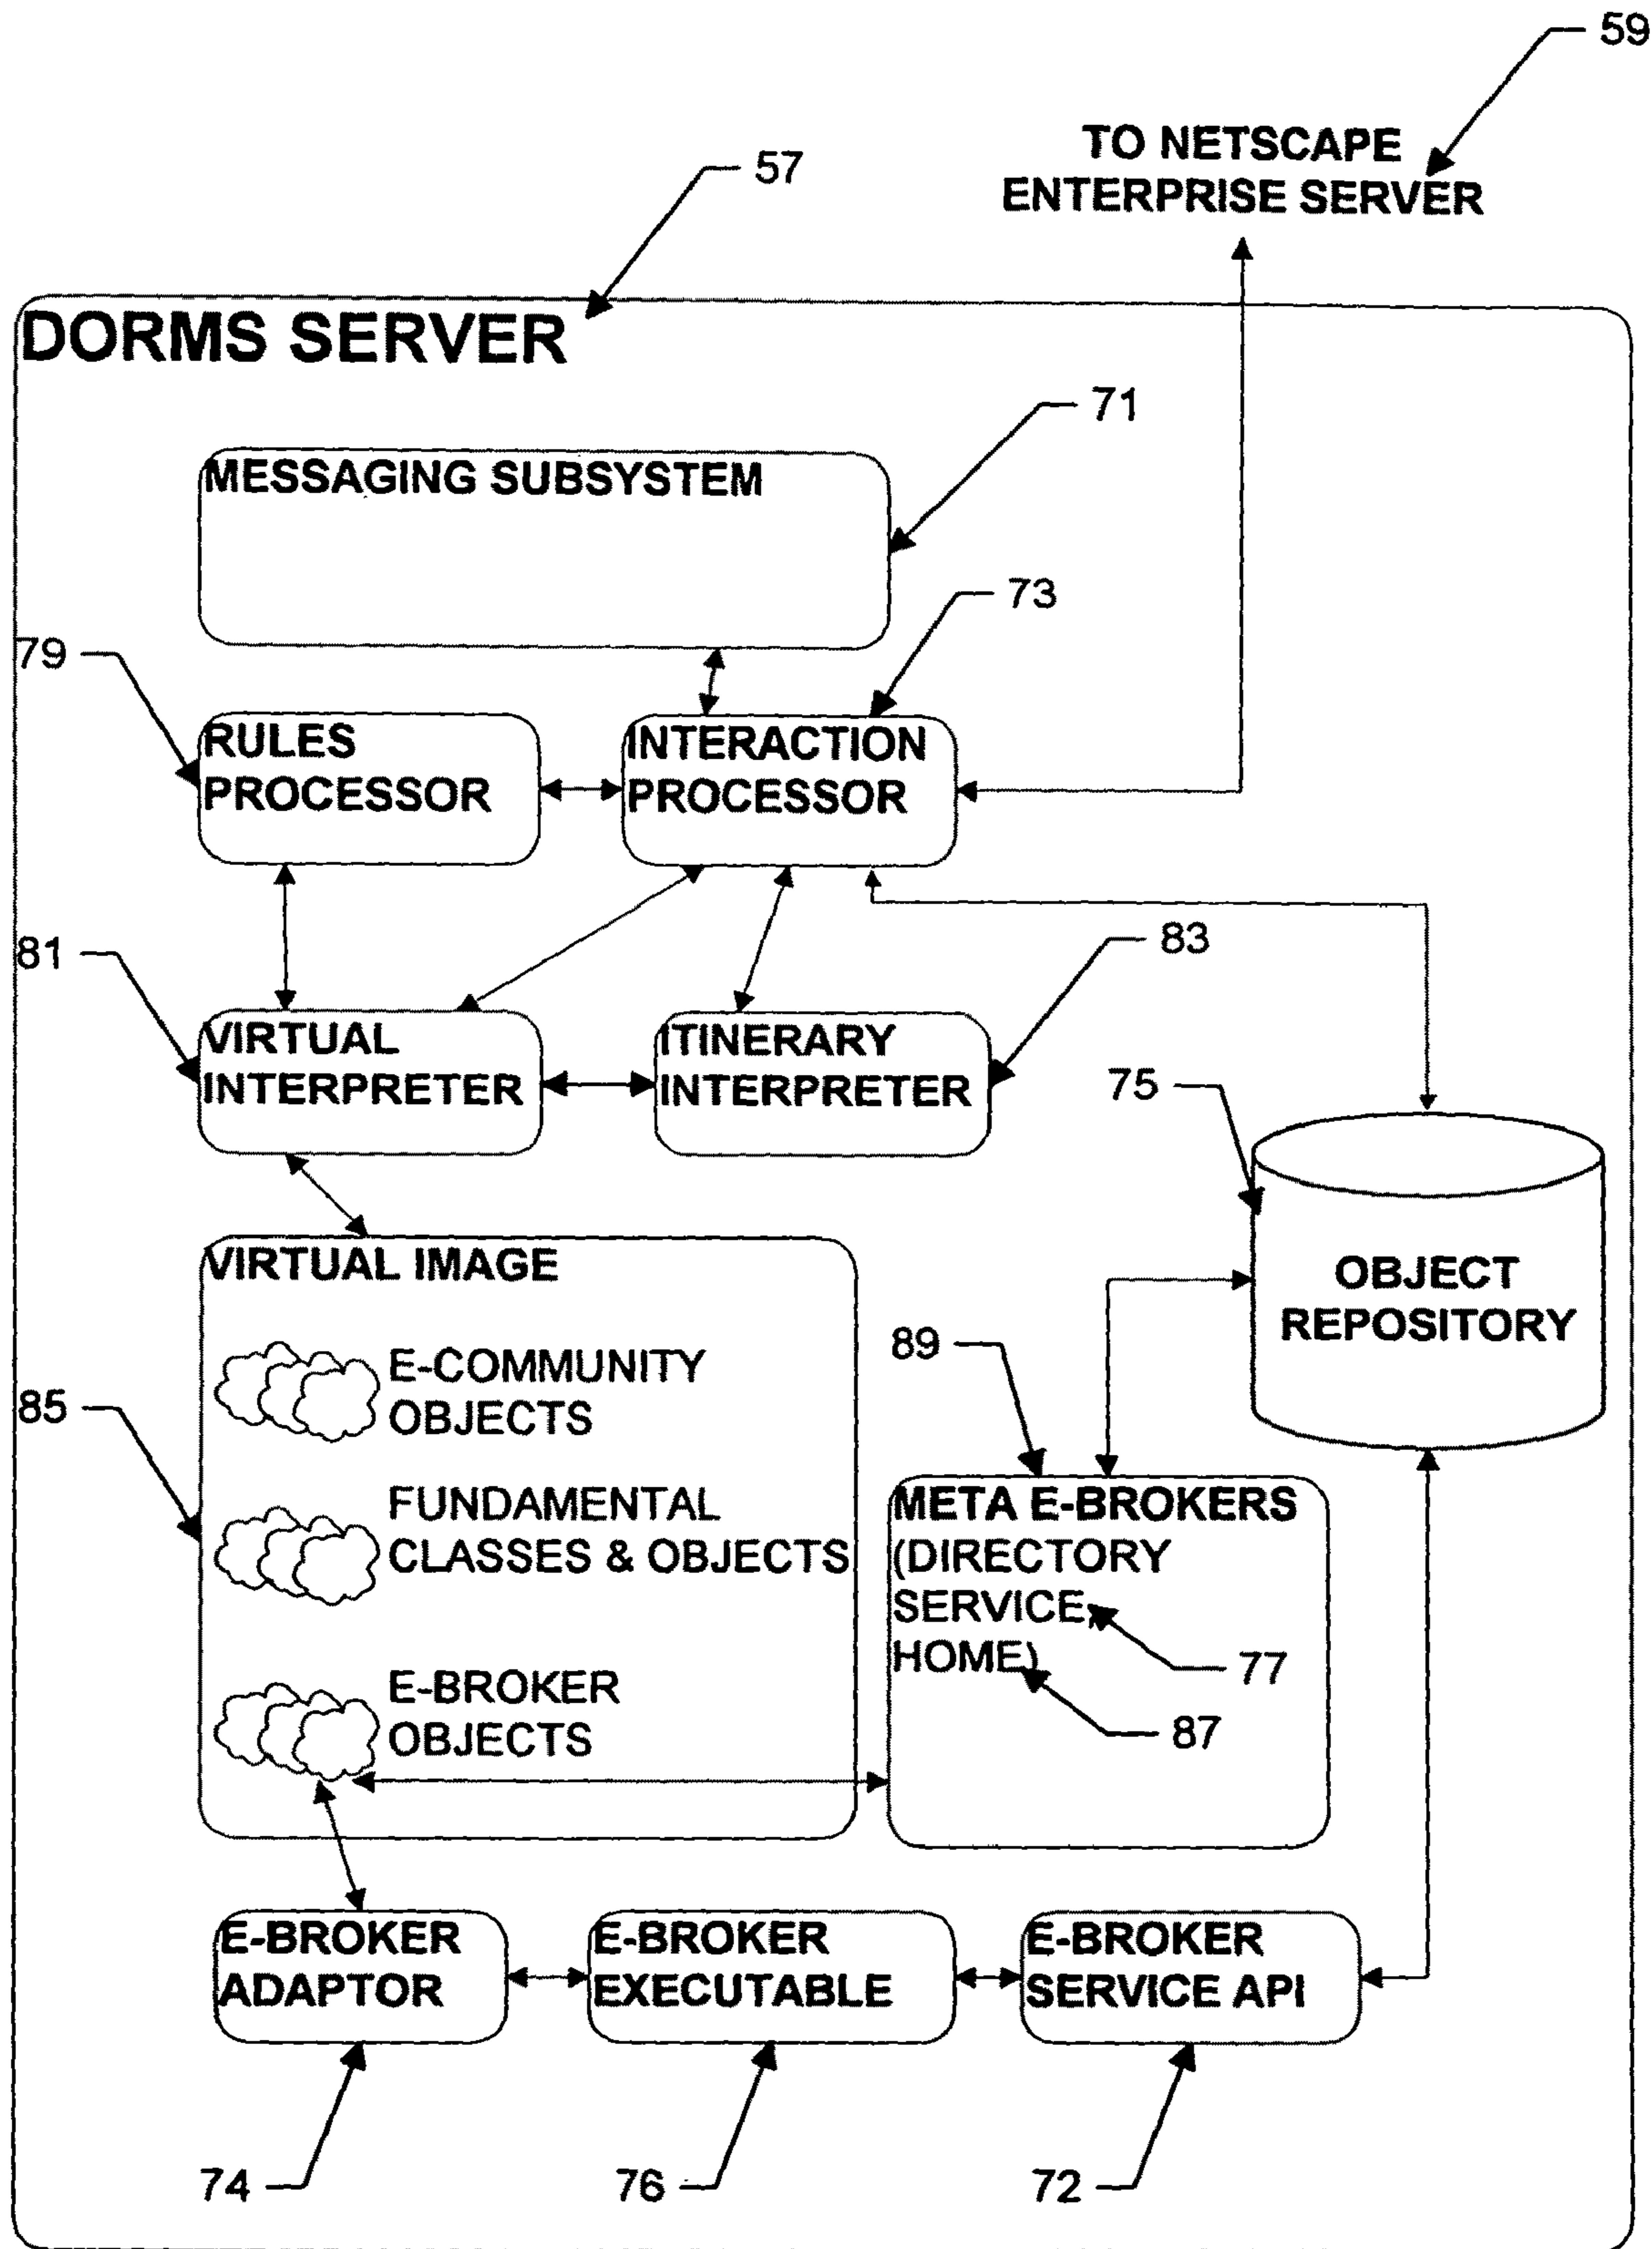 59
TO NETSCAPE
ENTERPRISE SERVER
57
DORMS SERVER
71
MESSAGING SUBSYSTEM
73
79
RULES
PROCESSOR
INTERACTION
PROCESSOR
81
83
VIRTUAL
INTERPRETER
ITINERARY
INTERPRETER
75
OBJECT
REPOSITORY
VIRTUAL IMAGE
85
E-COMMUNITY
OBJECTS
FUNDAMENTAL
CLASSES & OBJECTS
E-BROKER
OBJECTS
89
META E-BROKERS
(DIRECTORY
SERVICE,
HOME)
77
87
E-BROKER
ADAPTOR
E-BROKER
EXECUTABLE
E-BROKER
SERVICE API
74
76
72